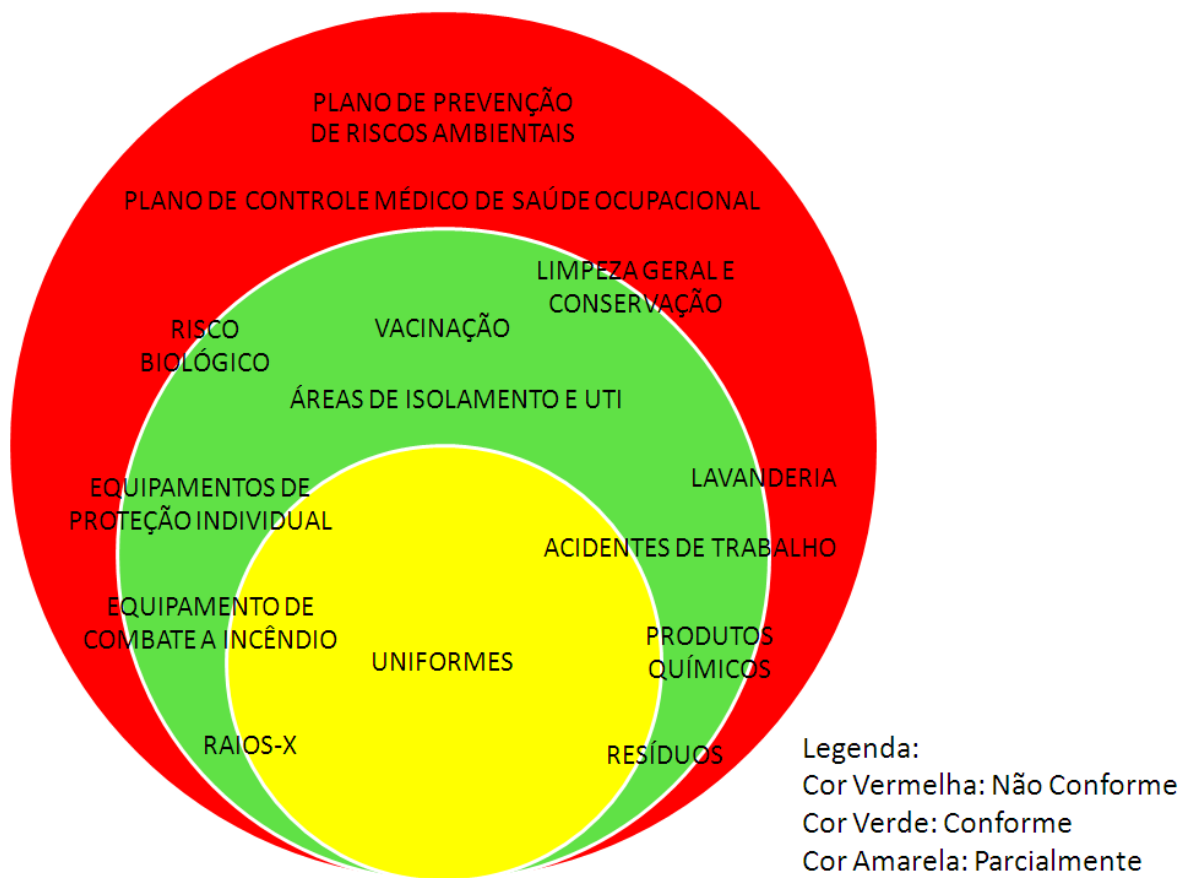 PLANO DE PREVENÇÃO
DE RISCOS AMBIENTAIS
PLANO DE CONTROLE MÉDICO DE SAÚDE OCUPACIONAL
LIMPEZA GERAL E
CONSERVAÇÃO
RISCO
BIOLÓGICO
VACINAÇÃO
ÁREAS DE ISOLAMENTO E UTI
LAVANDERIA
EQUIPAMENTOS DE
PROTEÇÃO INDIVIDUAL
ACIDENTES DE TRABALHO
EQUIPAMENTO DE
COMBATE A INCÊNDIO
PRODUTOS
QUÍMICOS
UNIFORMES
RAIOS-X
RESÍDUOS
Legenda:
Cor Vermelha: Não Conforme
Cor Verde: Conforme
Cor Amarela: Parcialmente